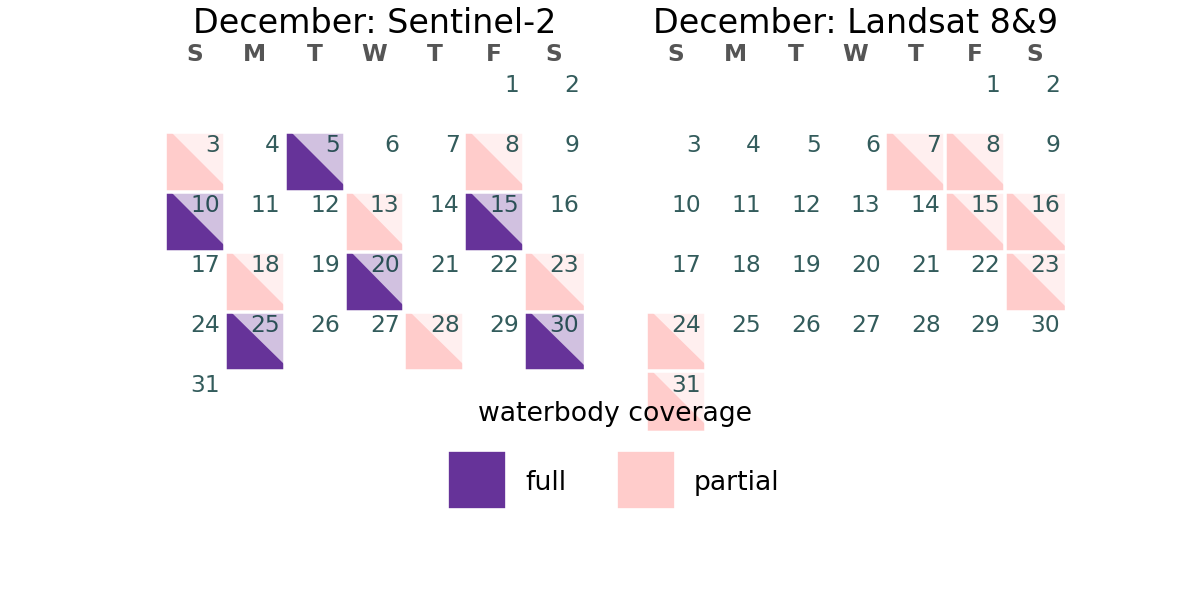 December: Sentinel-2
S M T W T F S
1 2
3 4 5 6 7 8 9
10 11 12 13 14 15 16
17 18 19 20 21 22 23
24 25 26 27 28 29 30
31
December: Landsat 8&9
S M T W T F S
1 2
3 4 5 6 7 8 9
10 11 12 13 14 15 16
17 18 19 20 21 22 23
24 25 26 27 28 29 30
31
waterbody coverage
full partial